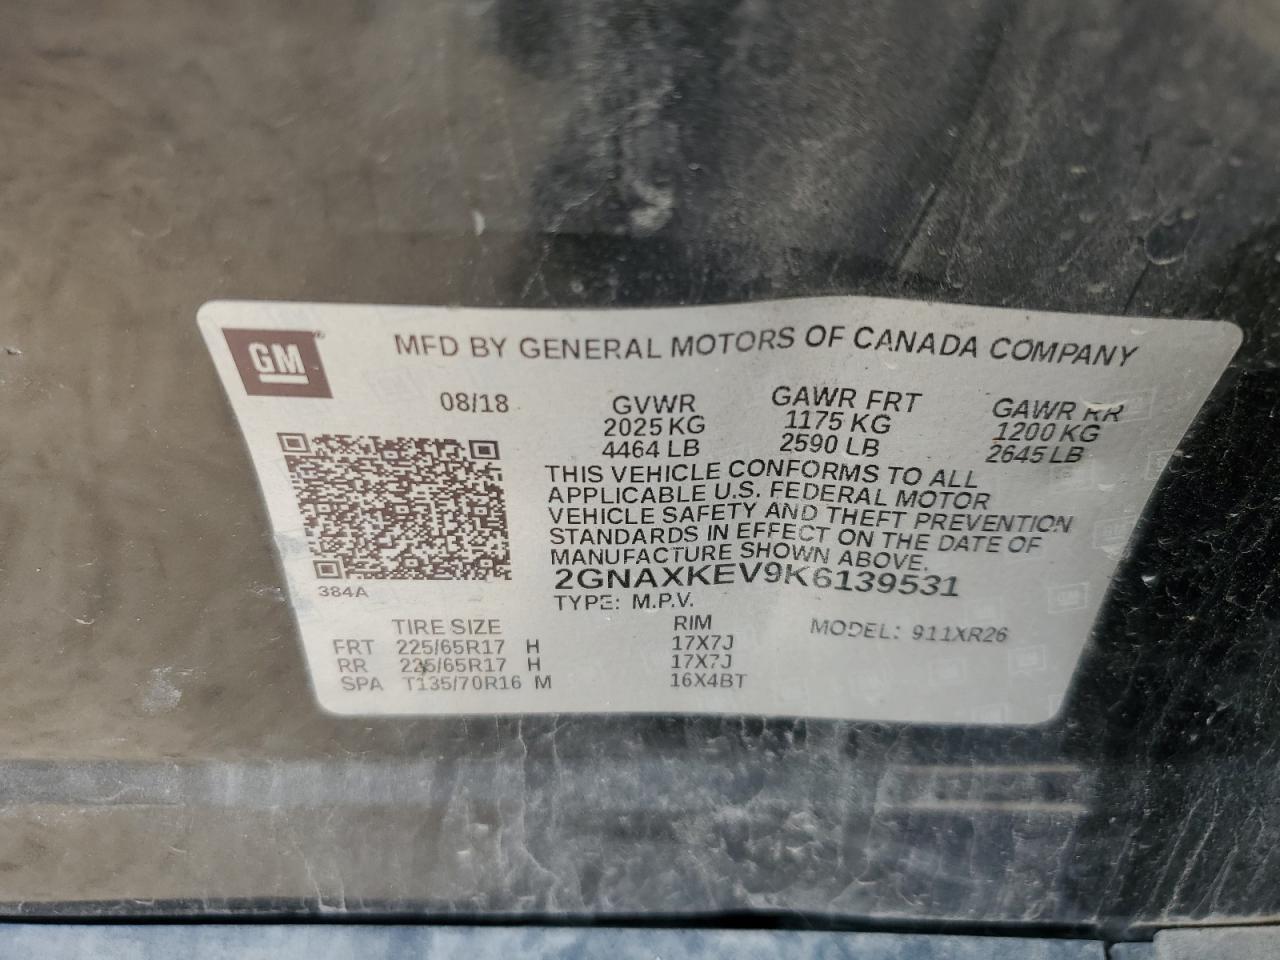 GM
MFD BY GENERAL MOTORS OF CANADA COMPANY
08/18
GVWR
2025 KG
4464 LB
GAWR FRT
1175 KG
2590 LB
GAWR RR
1200 KG
2645 LB
THIS VEHICLE CONFORMS TO ALL
APPLICABLE U.S. FEDERAL MOTOR
VEHICLE SAFETY AND THEFT PREVENTION
STANDARDS IN EFFECT ON THE DATE OF
MANUFACTURE SHOWN ABOVE.
2GNAXKEV9K6139531
TYPE: M.P.V.
384A
TIRE SIZE RIM
MODEL: 911XR26
FRT 225/65R17 H 17X7J
RR 225/65R17 H 17X7J
SPA T135/70R16 M 16X4BT